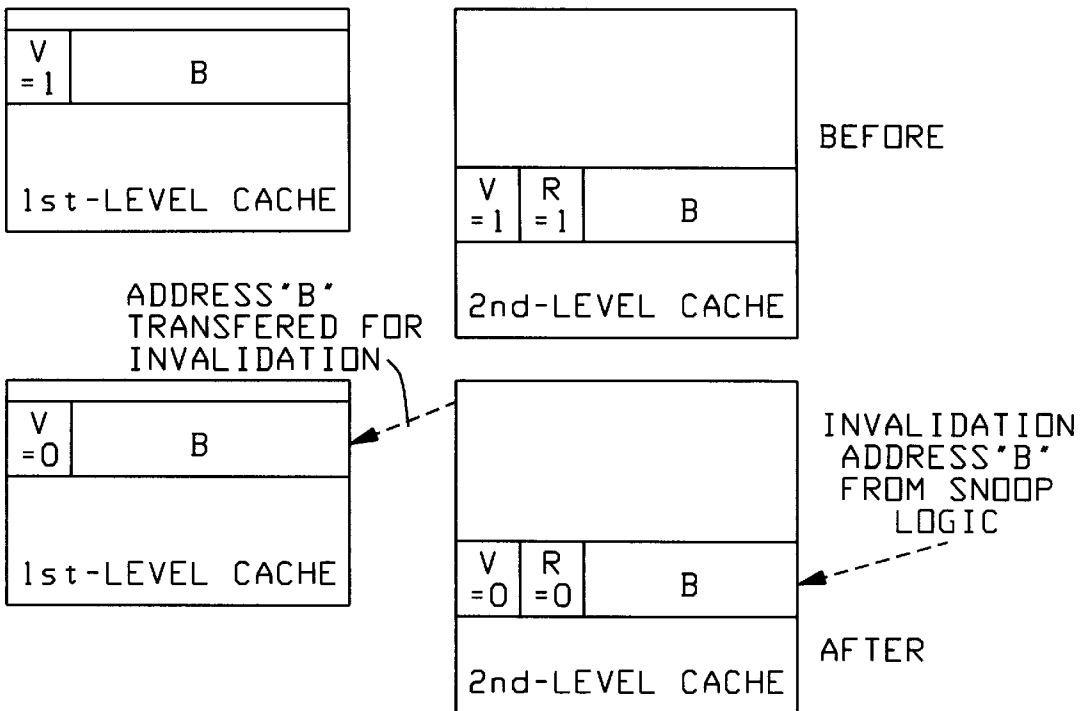 V
=1
B
1st-LEVEL CACHE
V
=1
R
=1
B
2nd-LEVEL CACHE
BEFORE
ADDRESS"B"
TRANSFERED FOR
INVALIDATION
V
=0
B
1st-LEVEL CACHE
V
=0
R
=0
B
2nd-LEVEL CACHE
INVALIDATION
ADDRESS"B"
FROM SNOOP
LOGIC
AFTER